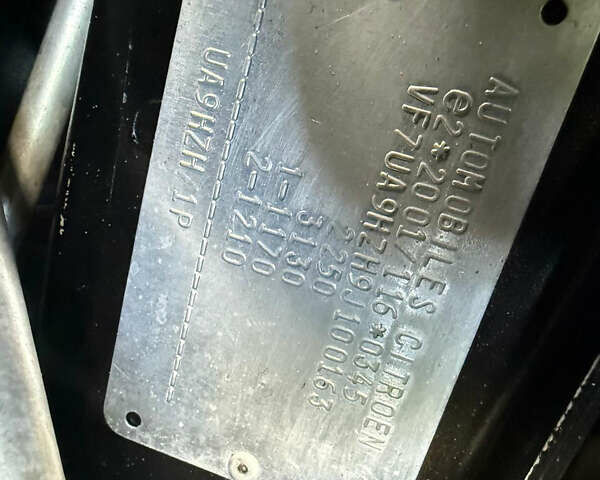 AUTOMOBILES CITROEN
e2*2001/116*0345
VF7UA9HZH9J100163
2250
3130
1-1170
2-1210
UA9HZH/1P